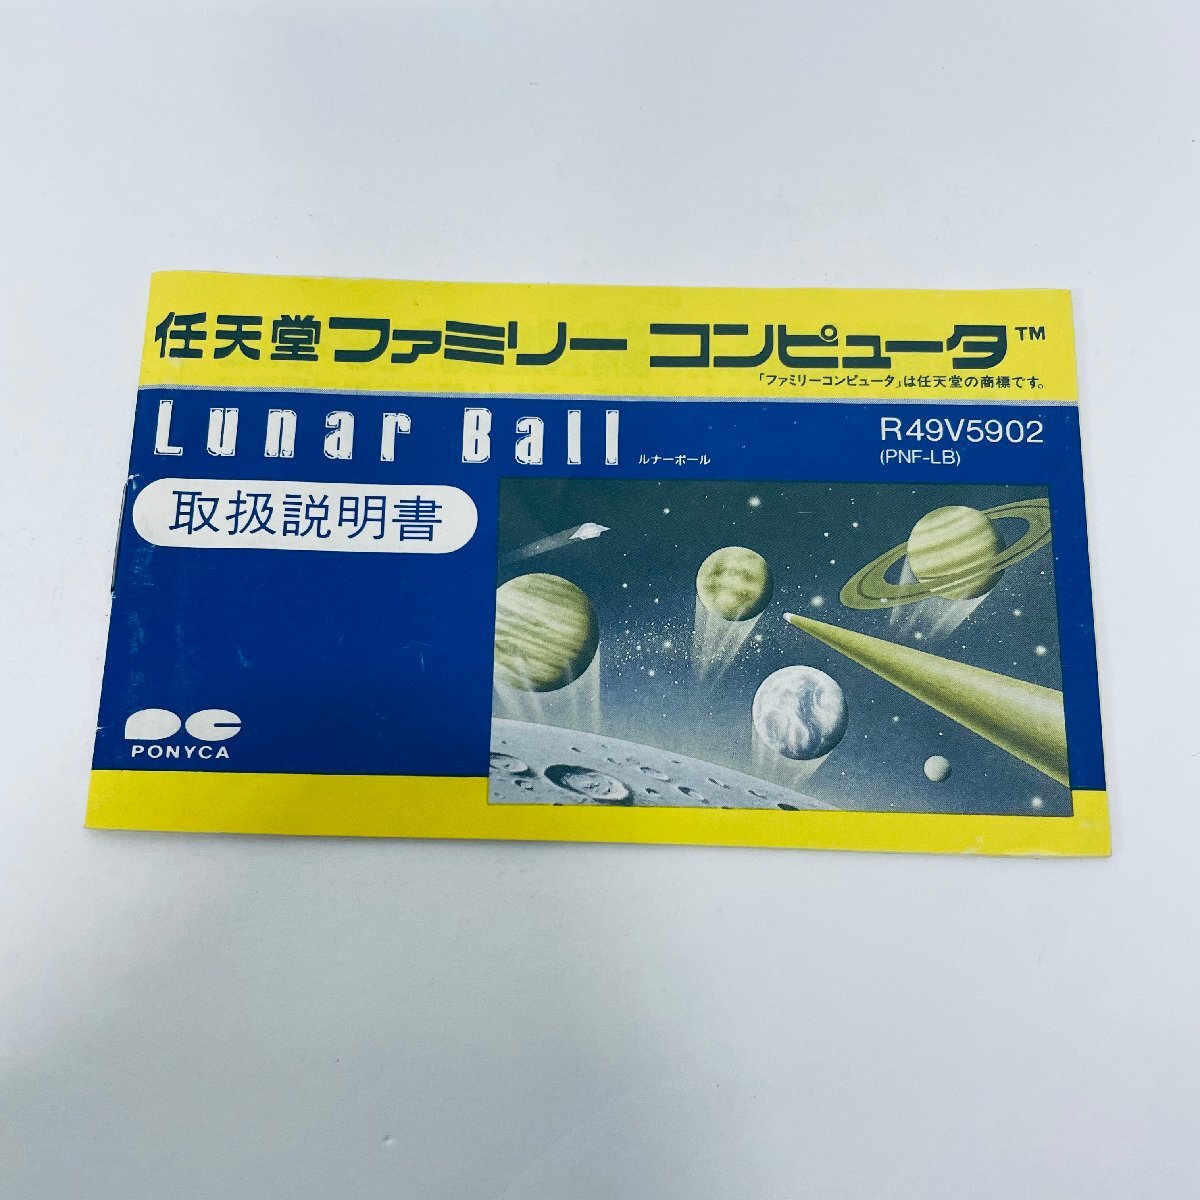 任天堂ファミリー コンピュータ™
「ファミリーコンピュータ」は任天堂の商標です。
Lunar Ball ルナーボール
R49V5902
(PNF-LB)
取扱説明書
PONYCA